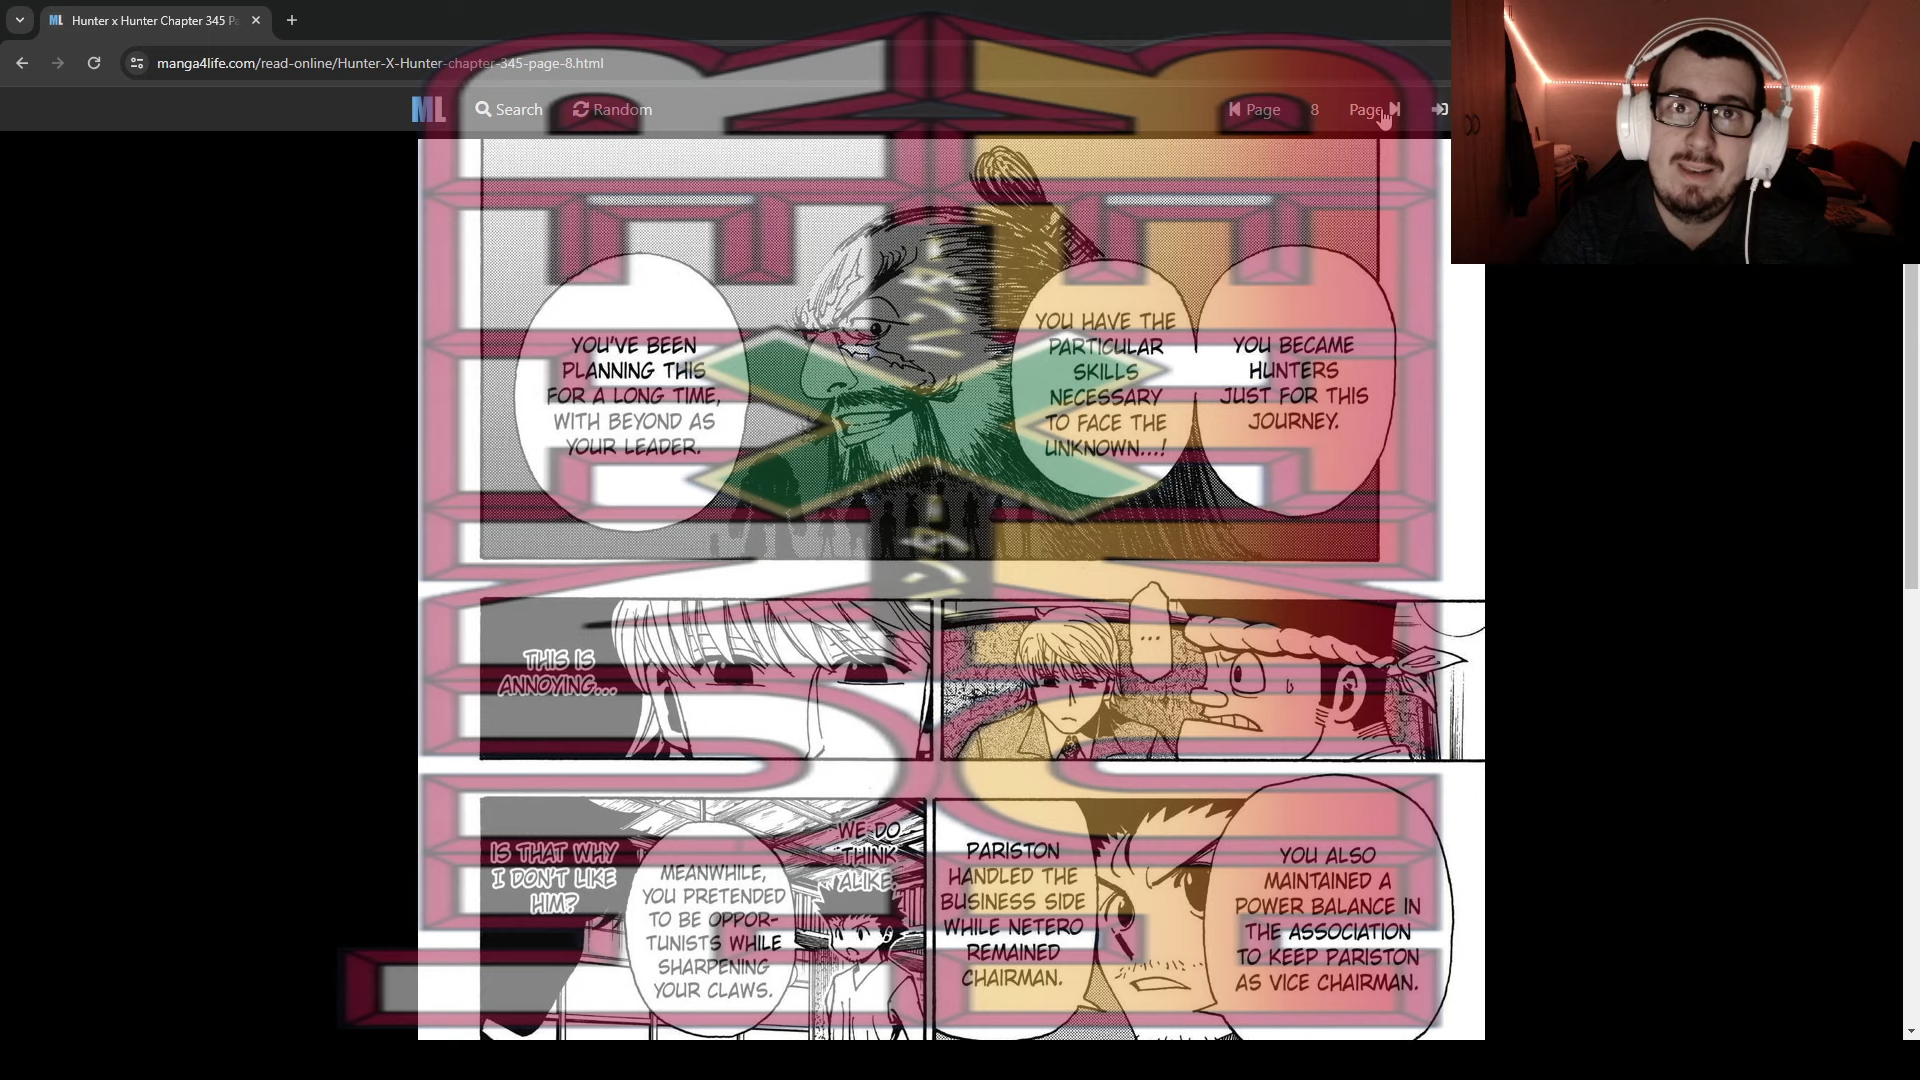 ML
Hunter x Hunter Chapter 345 P
manga4life.com/read-online/Hunter-X-Hunter-chapter-345-page-8.html
ML
Search
Random
Page
8
Page
YOU BECAME
HUNTERS
JUST FOR THIS
JOURNEY.
YOU HAVE THE
PARTICULAR
SKILLS
NECESSARY
TO FACE THE
UNKNOWN...!
YOU'VE BEEN
PLANNING THIS
FOR A LONG TIME,
WITH BEYOND AS
YOUR LEADER.
...
THIS IS
ANNOYING...
YOU ALSO
MAINTAINED A
POWER BALANCE IN
THE ASSOCIATION
TO KEEP PARISTON
AS VICE CHAIRMAN.
PARISTON
HANDLED THE
BUSINESS SIDE
WHILE NETERO
REMAINED
CHAIRMAN.
WE DO
THINK
ALIKE.
MEANWHILE,
YOU PRETENDED
TO BE OPPOR-
TUNISTS WHILE
SHARPENING
YOUR CLAWS.
IS THAT WHY
I DON'T LIKE
HIM?